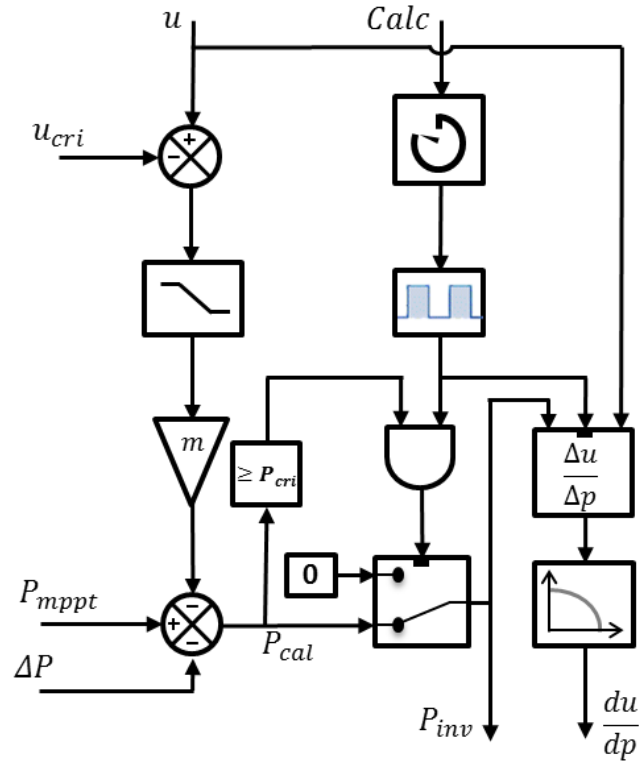 u
Calc
u_cri
m
≥ P_cri
Δu
Δp
0
P_mppt
P_cal
ΔP
P_inv
du
dp